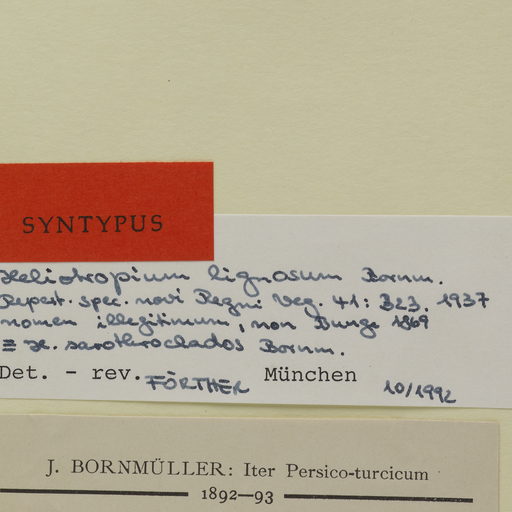 SYNTYPUS
Heliotropium lignosum Bornm.
Repert. spec. novi Regni Veg. 41: 323. 1937
nomen illegitimum, non Bunge 1869
≡ H. sarothroclados Bornm.
Det. - rev. FÖRTHER München 10/1992
J. BORNMÜLLER: Iter Persico-turcicum
1892—93